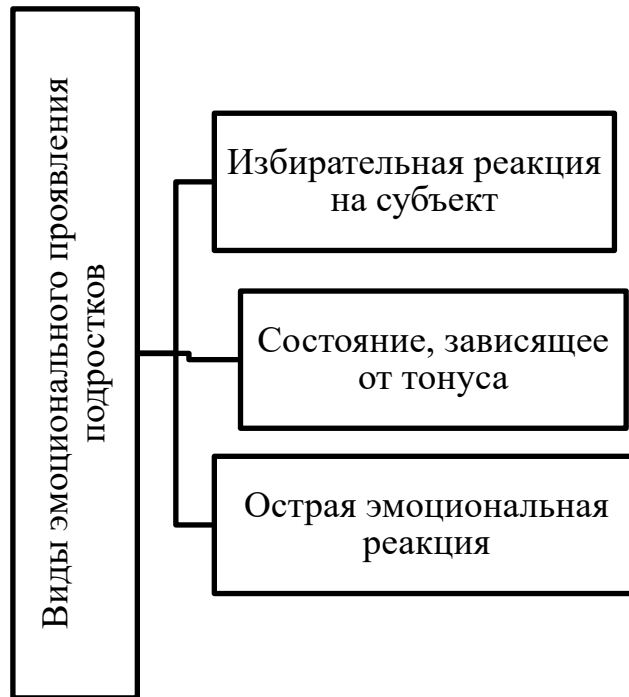 Виды эмоционального проявления
подростков
Избирательная реакция
на субъект
Состояние, зависящее
от тонуса
Острая эмоциональная
реакция